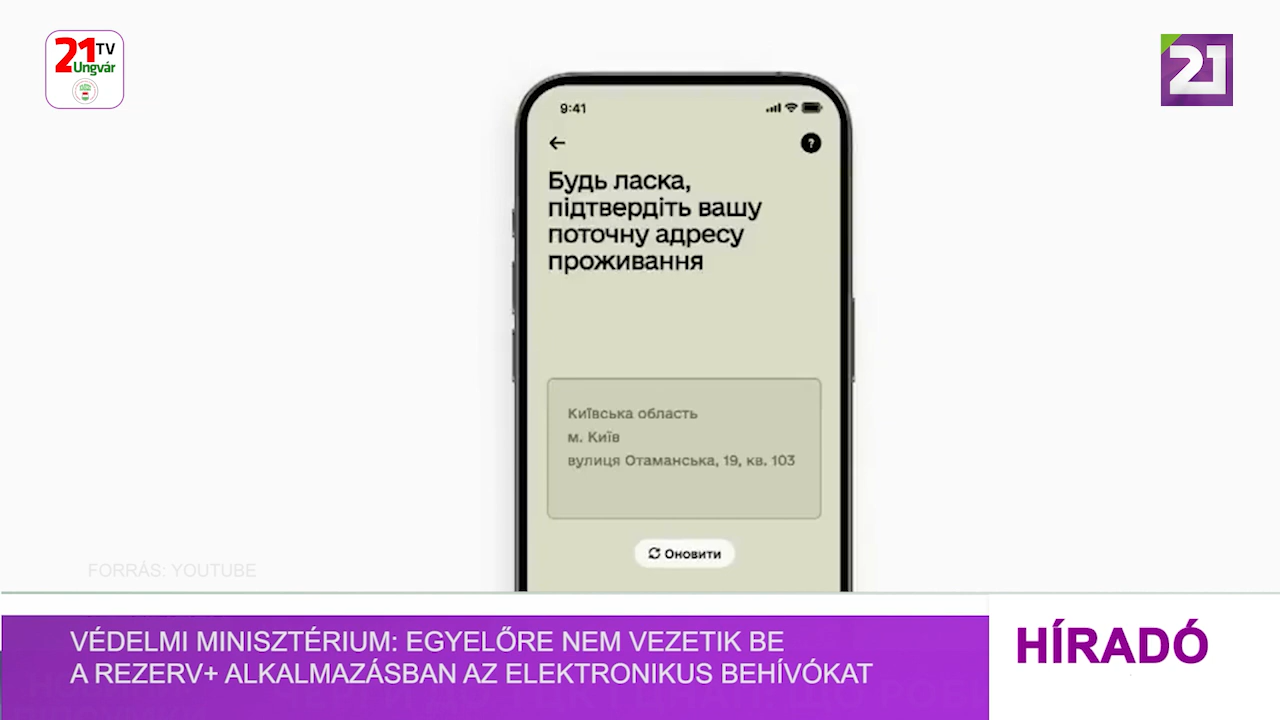 21 TV
Ungvár
21
9:41
?
Будь ласка,
підтвердіть вашу
поточну адресу
проживання
Київська область
м. Київ
вулиця Отаманська, 19, кв. 103
Оновити
FORRÁS: YOUTUBE
VÉDELMI MINISZTÉRIUM: EGYELŐRE NEM VEZETIK BE
A REZERV+ ALKALMAZÁSBAN AZ ELEKTRONIKUS BEHÍVÓKAT
HÍRADÓ